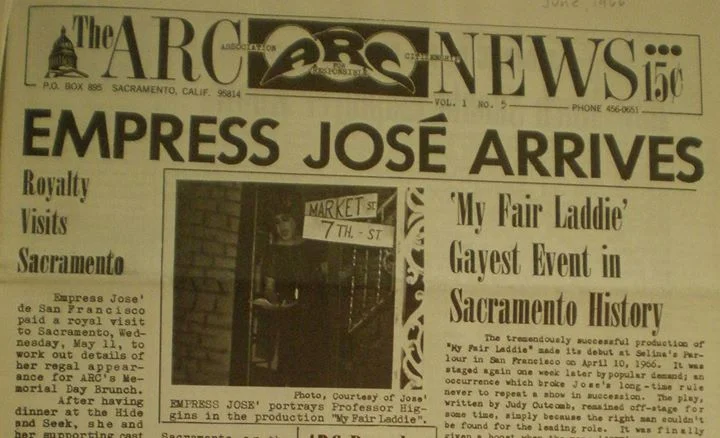 June, 1966
The ARC NEWS 15¢
ASSOCIATION FOR RESPONSIBLE CITIZENSHIP
ARC
P.O. BOX 895 SACRAMENTO, CALIF. 95814
VOL. 1 NO. 5 PHONE 456-0651
EMPRESS JOSÉ ARRIVES
Royalty
Visits
Sacramento
Empress Jose'
de San Francisco
paid a royal visit
to Sacramento, Wed-
nesday, May 11, to
work out details of
her regal appear-
ance for ARC's Me-
morial Day Brunch.
After having
dinner at the Hide
and Seek, she and
her supporting cast
MARKET ST
7TH. - ST
Photo, Courtesy of Jose'
EMPRESS JOSE' portrays Professor Hig-
gins in the production "My Fair Laddie".
'My Fair Laddie'
Gayest Event in
Sacramento History
The tremendously successful production of
"My Fair Laddie" made its debut at Selina's Par-
lour in San Francisco on April 10, 1966. It was
staged again one week later by popular demand; an
occurrence which broke Jose's long-time rule
never to repeat a show in succession. The play,
written by Judy Cutcomb, remained off-stage for
some time, simply because the right man couldn't
be found for the leading role. It was finally
given a boost when the